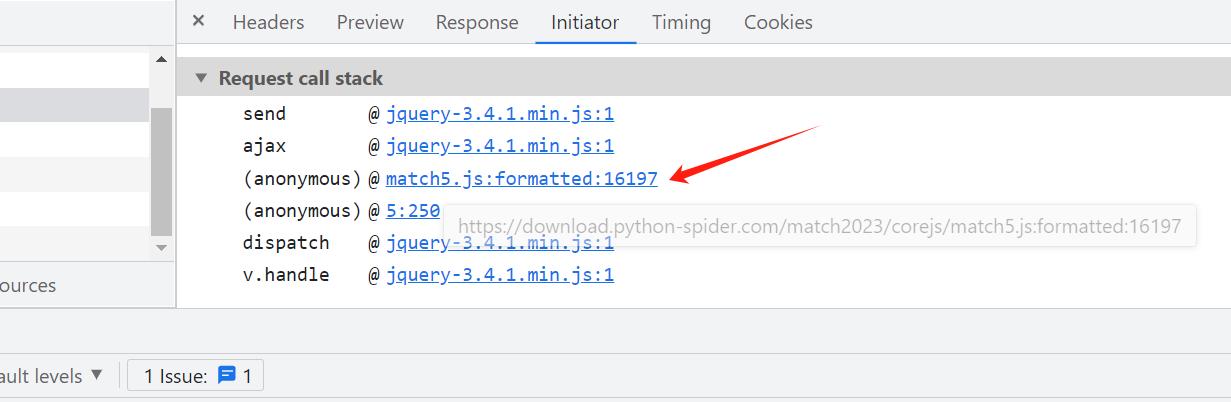 × Headers Preview Response Initiator Timing Cookies
▼ Request call stack
send @ jquery-3.4.1.min.js:1
ajax @ jquery-3.4.1.min.js:1
(anonymous) @ match5.js:formatted:16197
(anonymous) @ 5:250
https://download.python-spider.com/match2023/corejs/match5.js:formatted:16197
dispatch @ jquery-3.4.1.min.js:1
v.handle @ jquery-3.4.1.min.js:1
ources
ault levels ▼ 1 Issue: 1